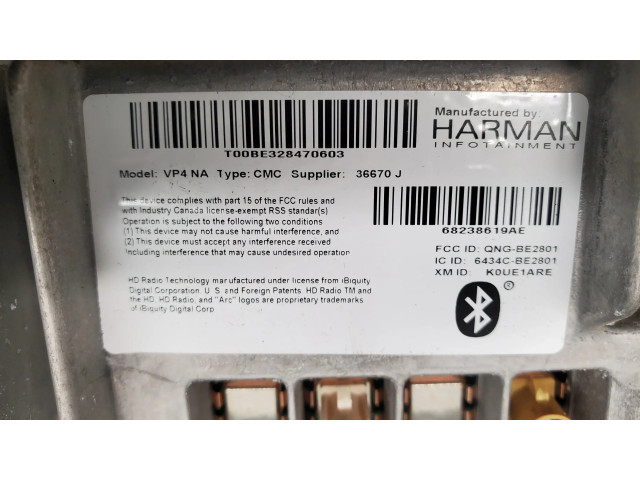 Manufactured by
HARMAN
INFOTAINMENT
T00BE328470603
Model: VP4 NA Type: CMC Supplier: 36670 J
This device complies with part 15 of the FCC rules and
with Industry Canada license-exempt RSS standar(s)
Operation is subject to the following two conditions:
(1) This device may not cause harmful interference, and
(2) This device must accept any interference received
Including interference that may cause undesired operation
68238619AE
FCC ID: QNG-BE2801
IC ID: 6434C-BE2801
XM ID: K0UE1ARE
HD Radio Technology manufactured under license from iBiquity
Digital Corporation. U.S. and Foreign Patents. HD Radio TM and
the HD, HD Radio, and "Arc" logos are proprietary trademarks
of iBiquity Digital Corp
®